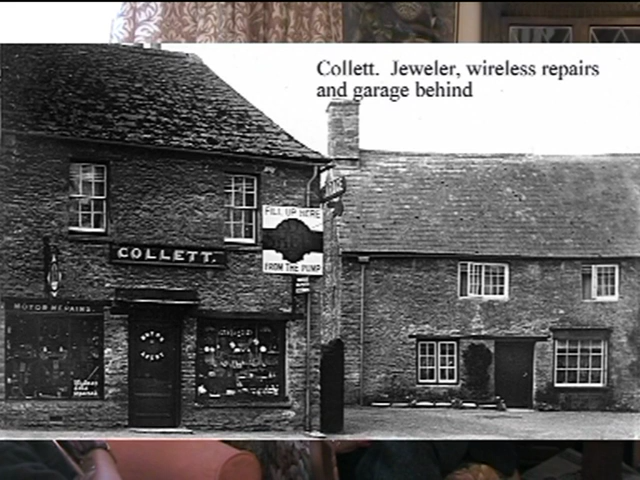 Collett. Jeweler, wireless repairs
and garage behind
FILL UP HERE
COLLETT.
FROM THE PUMP
MOTOR REPAIRS